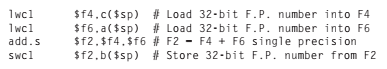 lwc1 $f4,c($sp) # Load 32-bit F.P. number into F4
lwc1 $f6,a($sp) # Load 32-bit F.P. number into F6
add.s $f2,$f4,$f6 # F2 = F4 + F6 single precision
swc1 $f2,b($sp) # Store 32-bit F.P. number from F2